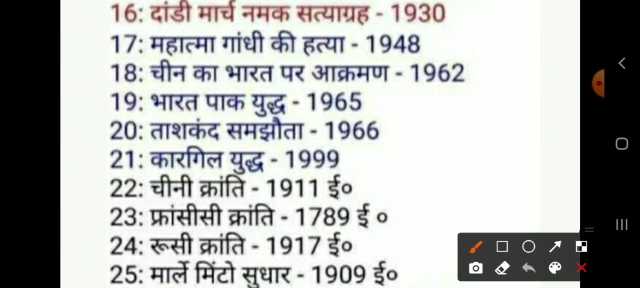 16: दांडी मार्च नमक सत्याग्रह - 1930
17: महात्मा गांधी की हत्या - 1948
18: चीन का भारत पर आक्रमण - 1962
19: भारत पाक युद्ध - 1965
20: ताशकंद समझौता - 1966
21: कारगिल युद्ध - 1999
22: चीनी क्रांति - 1911 ई०
23: फ्रांसीसी क्रांति - 1789 ई ०
24: रूसी क्रांति - 1917 ई०
25: मार्ले मिंटो सुधार - 1909 ई०